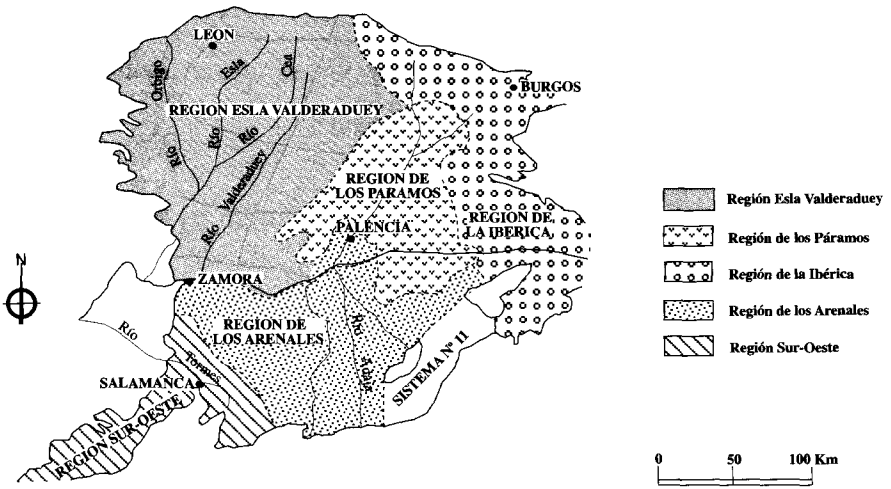 LEON
Orbigo
Esla
Cea
BURGOS
REGION ESLA VALDERADUEY
Río
Río
Río
Valderaduey
Río
REGION DE
LOS PARAMOS
PALENCIA
REGION DE
LA IBERICA
N
ZAMORA
Río
REGION DE
LOS ARENALES
Río
Adaja
Tormes
SALAMANCA
SISTEMA Nº 11
REGION SUR-OESTE
Región Esla Valderaduey
Región de los Páramos
Región de la Ibérica
Región de los Arenales
Región Sur-Oeste
0 50 100 Km